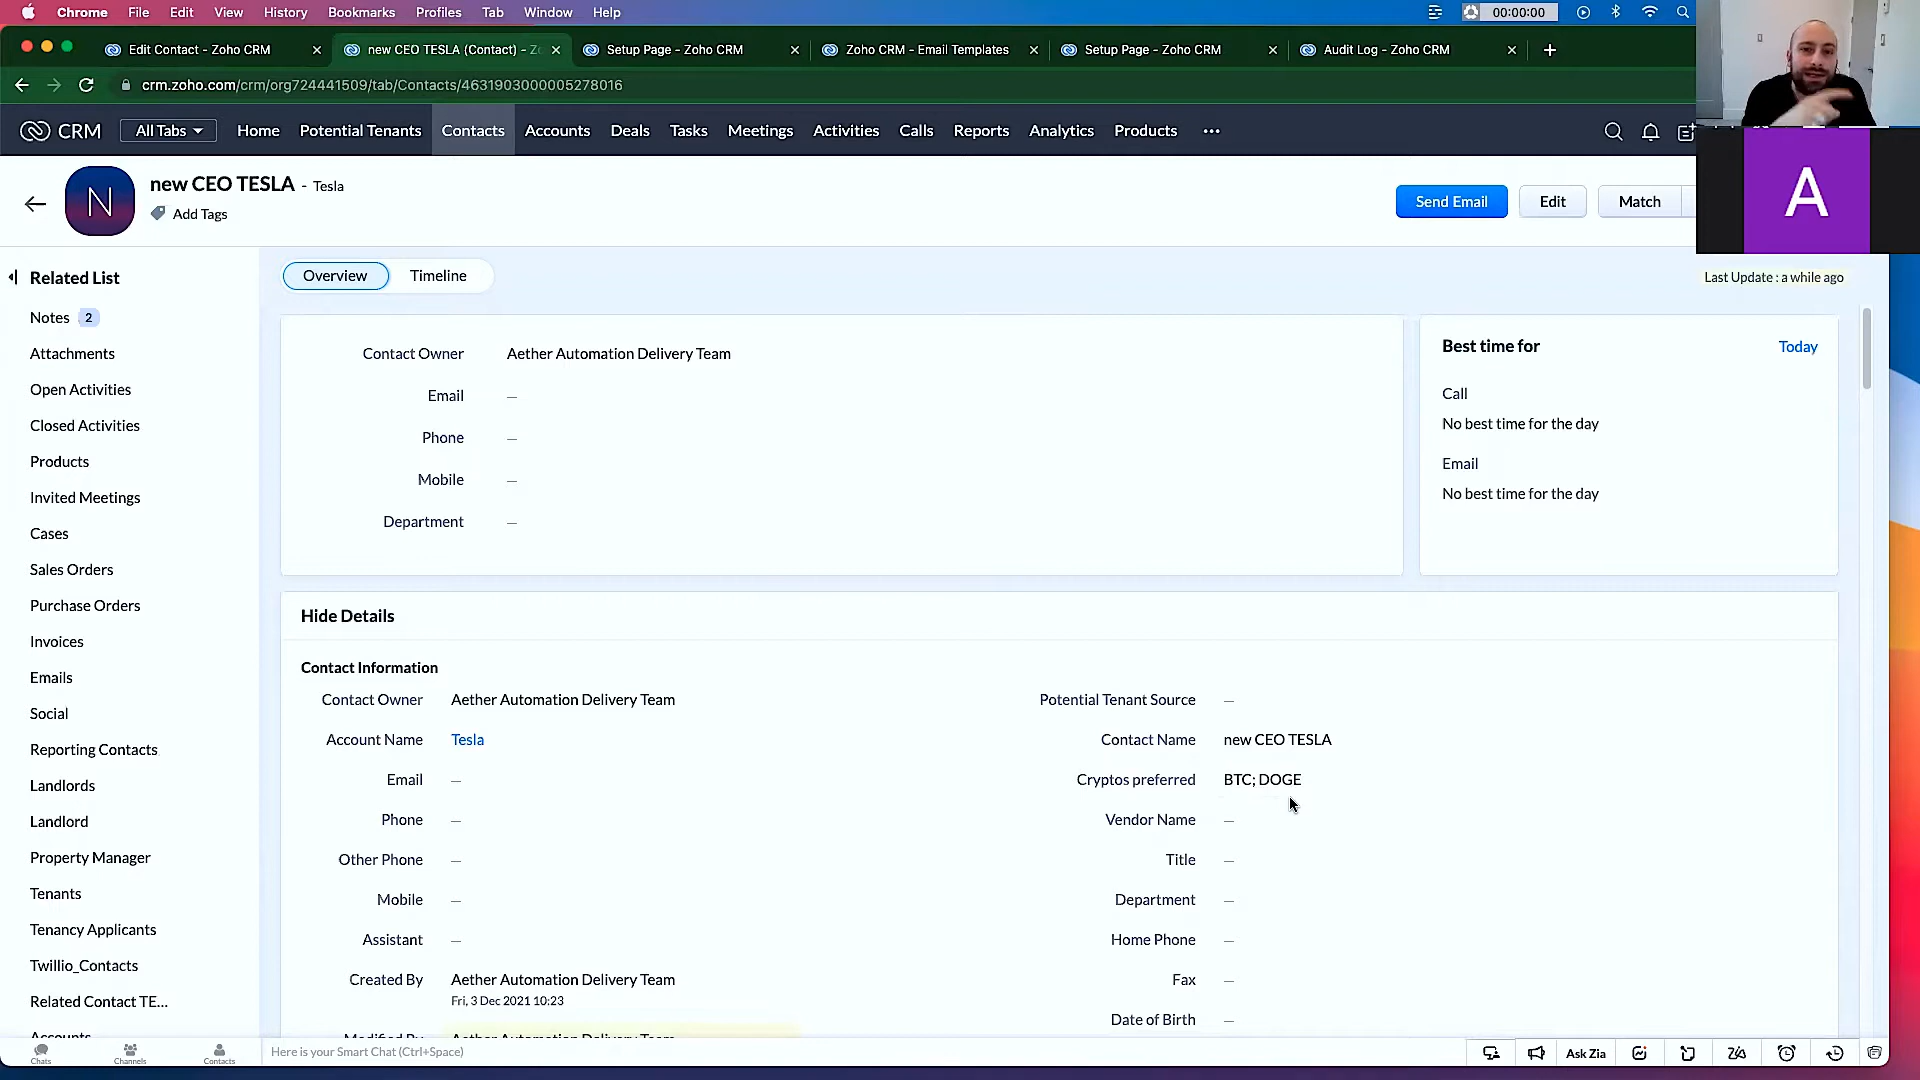 Chrome File Edit View History Bookmarks Profiles Tab Window Help 00:00:00
Edit Contact - Zoho CRM new CEO TESLA (Contact) - Zo Setup Page - Zoho CRM Zoho CRM - Email Templates Setup Page - Zoho CRM Audit Log - Zoho CRM
crm.zoho.com/crm/org724441509/tab/Contacts/4631903000005278016
CRM All Tabs Home Potential Tenants Contacts Accounts Deals Tasks Meetings Activities Calls Reports Analytics Products
N
new CEO TESLA - Tesla
Add Tags
Send Email Edit Match
A
Related List
Notes 2
Attachments
Open Activities
Closed Activities
Products
Invited Meetings
Cases
Sales Orders
Purchase Orders
Invoices
Emails
Social
Reporting Contacts
Landlords
Landlord
Property Manager
Tenants
Tenancy Applicants
Twillio_Contacts
Related Contact TE...
Accounts
Overview Timeline
Last Update : a while ago
Contact Owner Aether Automation Delivery Team
Email —
Phone —
Mobile —
Department —
Best time for Today
Call
No best time for the day
Email
No best time for the day
Hide Details
Contact Information
Contact Owner Aether Automation Delivery Team Potential Tenant Source —
Account Name Tesla Contact Name new CEO TESLA
Email — Cryptos preferred BTC; DOGE
Phone — Vendor Name —
Other Phone — Title —
Mobile — Department —
Assistant — Home Phone —
Created By Aether Automation Delivery Team Fax —
Fri, 3 Dec 2021 10:23
Date of Birth —
Modified By Aether Automation Delivery Team
Chats Channels Contacts Here is your Smart Chat (Ctrl+Space) Ask Zia